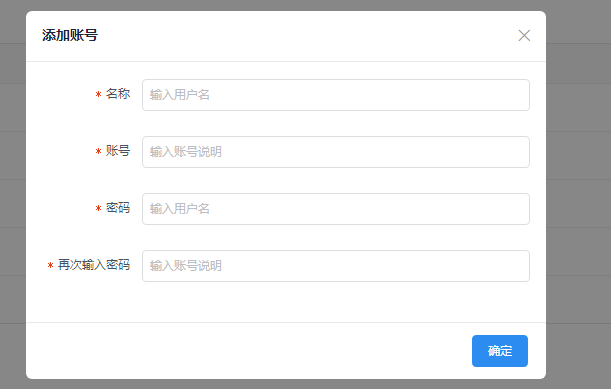 添加账号
* 名称 输入用户名
* 账号 输入账号说明
* 密码 输入用户名
* 再次输入密码 输入账号说明
确定